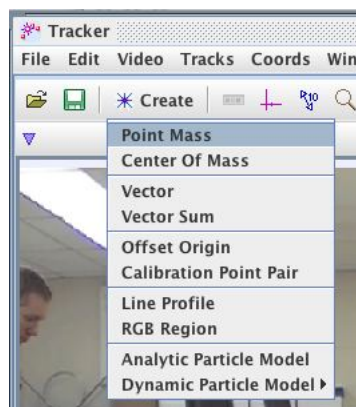 Tracker
File Edit Video Tracks Coords Win
Create
Point Mass
Center Of Mass
Vector
Vector Sum
Offset Origin
Calibration Point Pair
Line Profile
RGB Region
Analytic Particle Model
Dynamic Particle Model